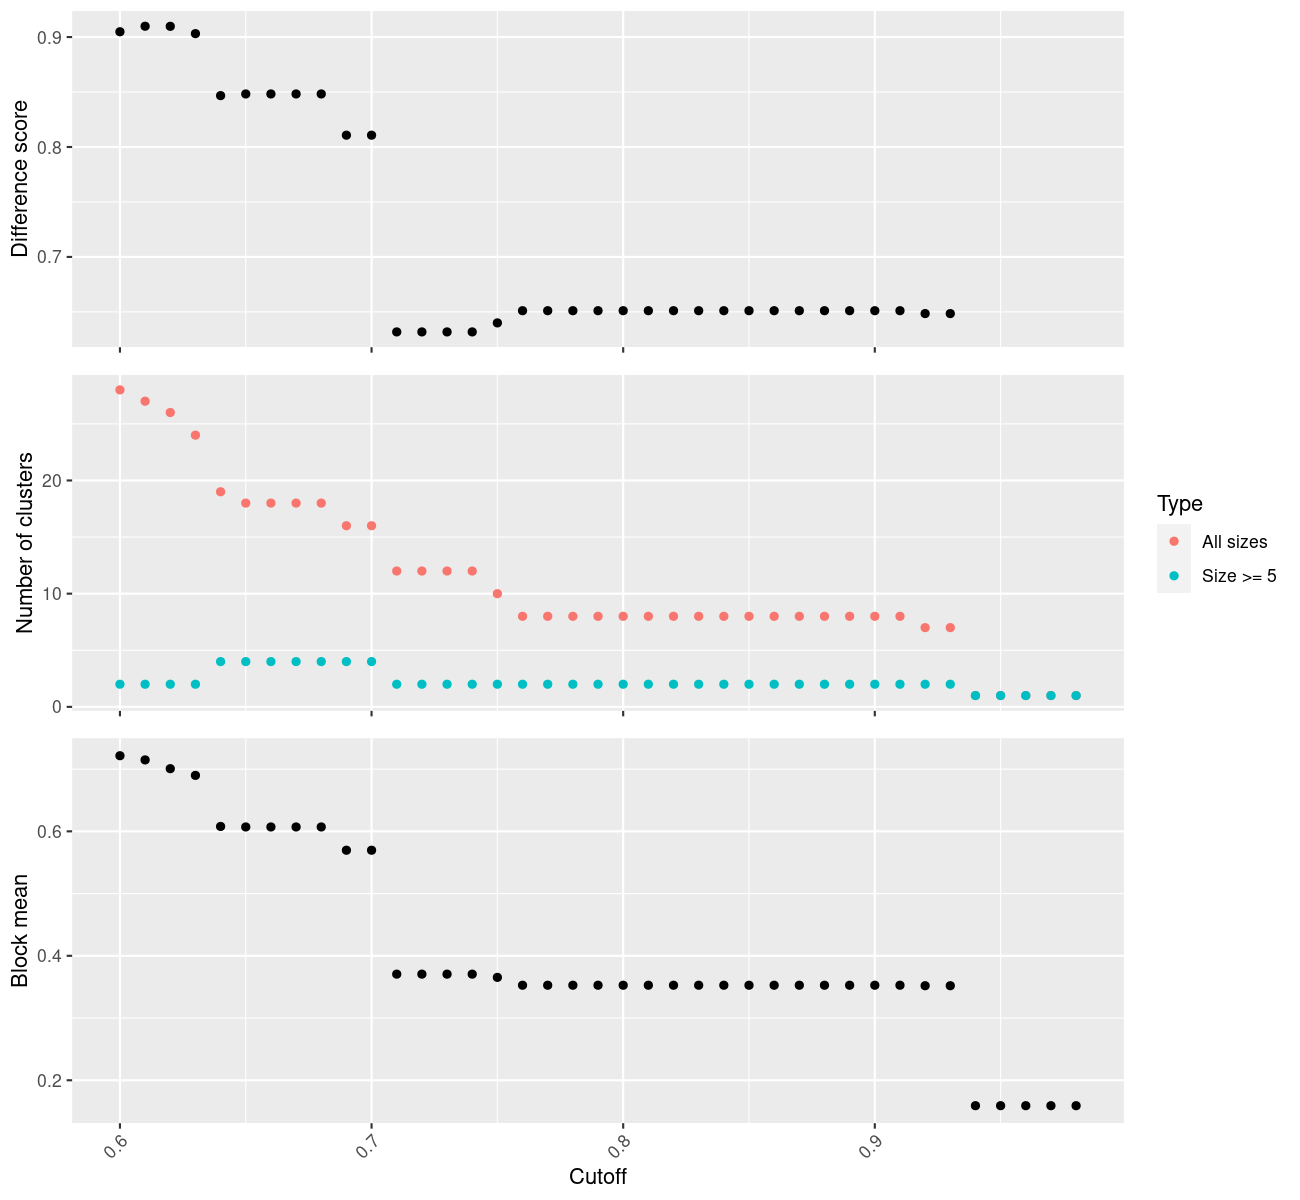 Difference score
0.9
0.8
0.7
Number of clusters
20
10
0
Type
All sizes
Size >= 5
Block mean
0.6
0.4
0.2
0.6
0.7
0.8
0.9
Cutoff